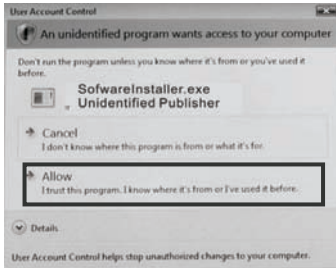 User Account Control
An unidentified program wants access to your computer
Don't run the program unless you know where it's from or you've used it
before.
SofwareInstaller.exe
Unidentified Publisher
Cancel
I don't know where this program is from or what it's for.
Allow
I trust this program. I know where it's from or I've used it before.
Details
User Account Control helps stop unauthorized changes to your computer.